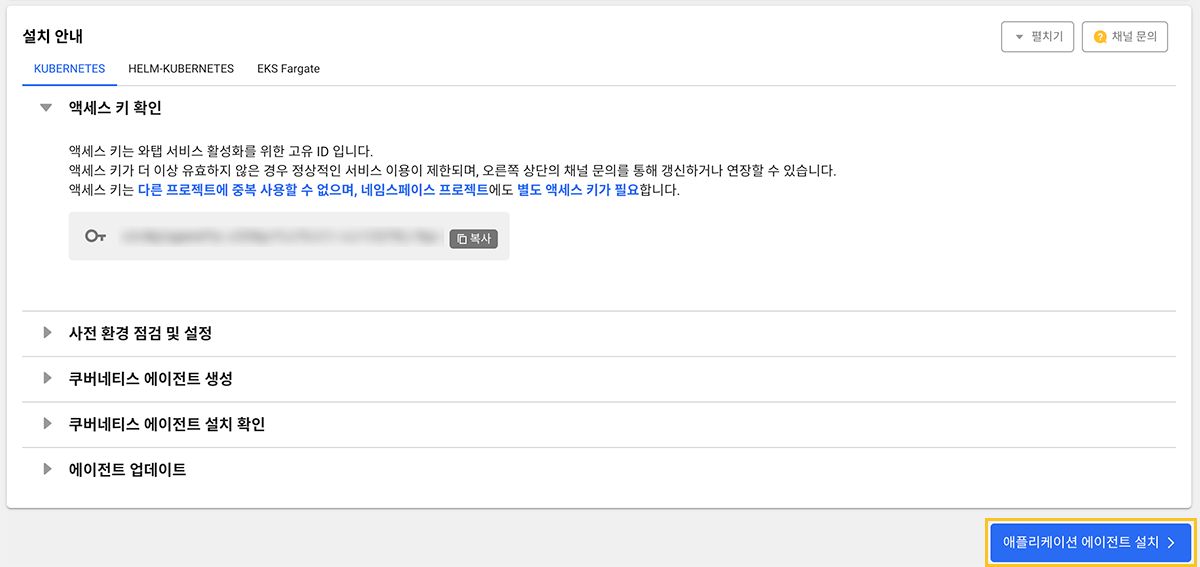 설치 안내
펼치기
채널 문의
KUBERNETES
HELM-KUBERNETES
EKS Fargate
액세스 키 확인
액세스 키는 와탭 서비스 활성화를 위한 고유 ID 입니다.
액세스 키가 더 이상 유효하지 않은 경우 정상적인 서비스 이용이 제한되며, 오른쪽 상단의 채널 문의를 통해 갱신하거나 연장할 수 있습니다.
액세스 키는 다른 프로젝트에 중복 사용할 수 없으며, 네임스페이스 프로젝트에도 별도 액세스 키가 필요합니다.
복사
사전 환경 점검 및 설정
쿠버네티스 에이전트 생성
쿠버네티스 에이전트 설치 확인
에이전트 업데이트
애플리케이션 에이전트 설치